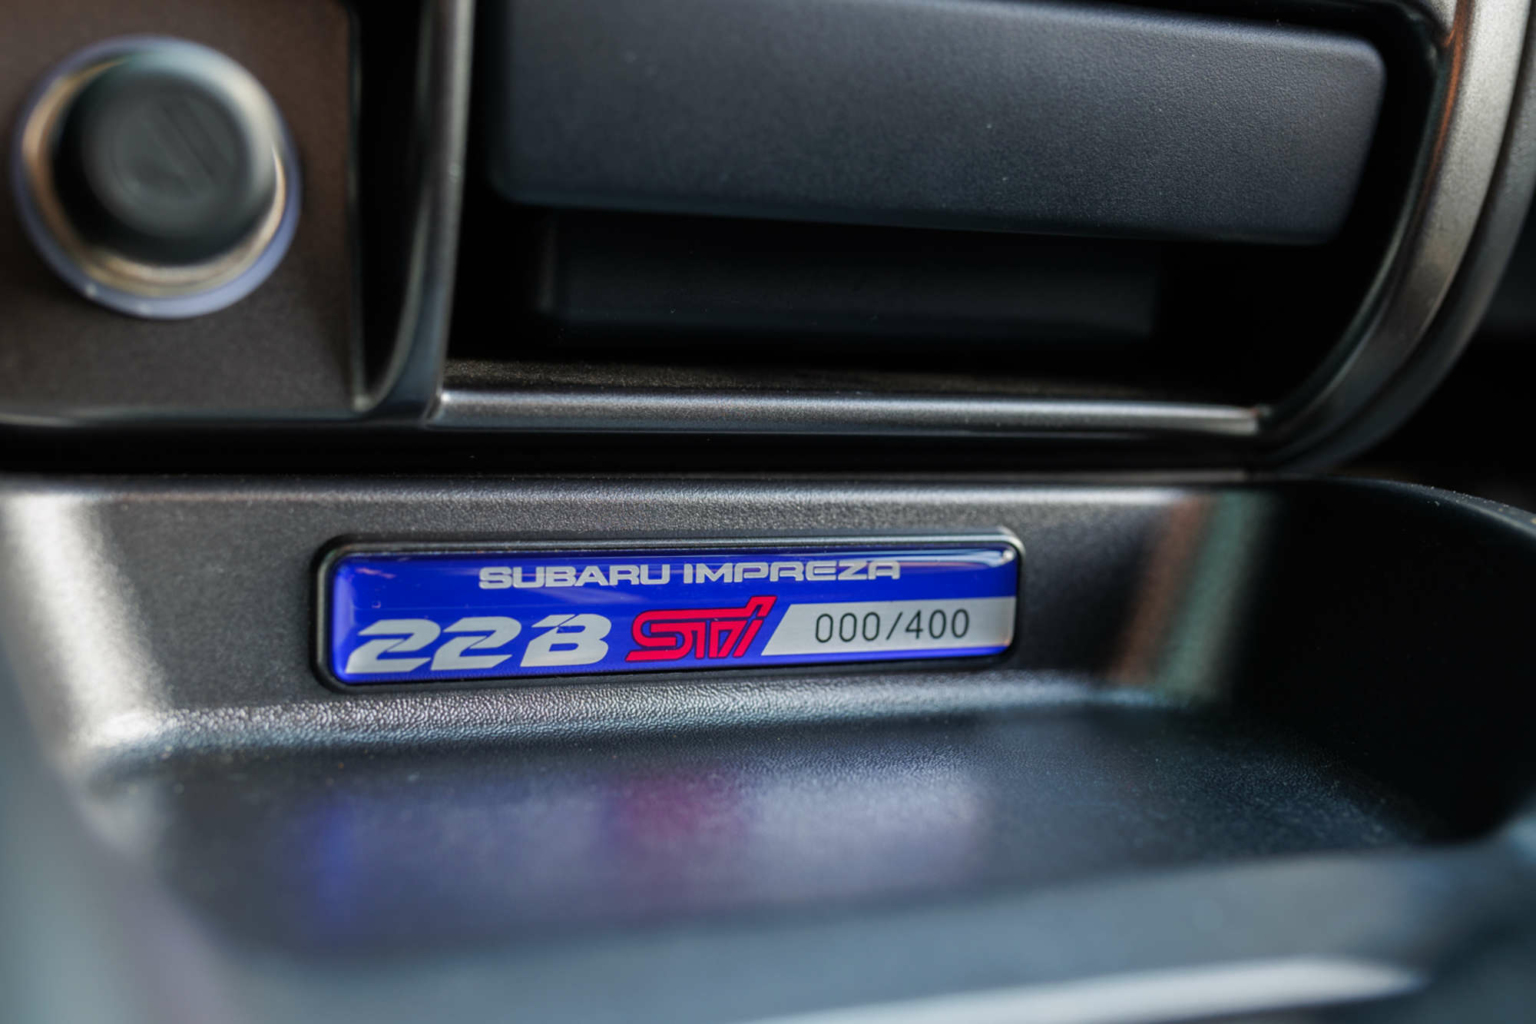 SUBARU IMPREZA
22B STi 000/400